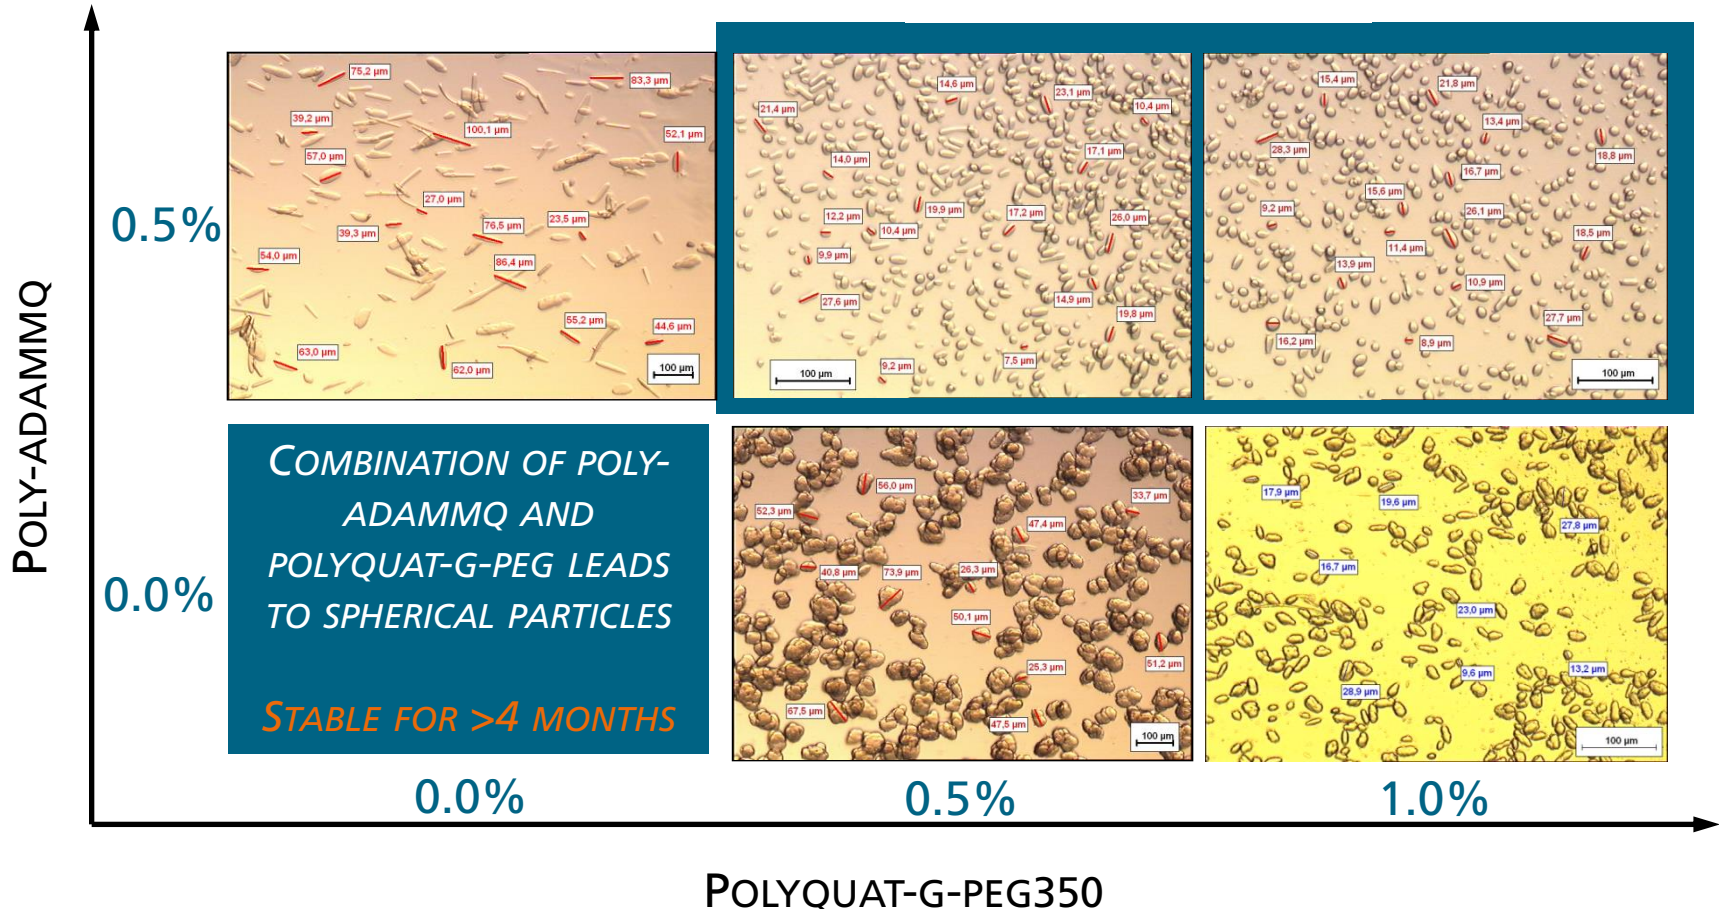 POLY-ADAMMQ
0.5%
0.0%
75,2 µm
83,3 µm
39,2 µm
100,1 µm
52,1 µm
57,0 µm
27,0 µm
39,3 µm
76,5 µm
23,5 µm
54,0 µm
86,4 µm
55,2 µm
44,6 µm
63,0 µm
62,0 µm
100 µm
14,6 µm
23,1 µm
21,4 µm
10,4 µm
14,0 µm
17,1 µm
19,9 µm
17,2 µm
12,2 µm
10,4 µm
26,0 µm
9,9 µm
27,6 µm
14,9 µm
19,8 µm
7,5 µm
9,2 µm
100 µm
15,4 µm
21,8 µm
13,4 µm
28,3 µm
18,8 µm
16,7 µm
15,6 µm
9,2 µm
26,1 µm
11,4 µm
18,5 µm
13,9 µm
10,9 µm
27,7 µm
16,2 µm
8,9 µm
100 µm
COMBINATION OF POLY-
ADAMMQ AND
POLYQUAT-G-PEG LEADS
TO SPHERICAL PARTICLES
STABLE FOR >4 MONTHS
56,0 µm
33,7 µm
52,3 µm
47,4 µm
40,8 µm
73,9 µm
26,3 µm
50,1 µm
51,2 µm
25,3 µm
67,5 µm
47,5 µm
100 µm
17,9 µm
19,6 µm
27,8 µm
16,7 µm
23,0 µm
9,6 µm
13,2 µm
28,9 µm
100 µm
0.0%
0.5%
1.0%
POLYQUAT-G-PEG350